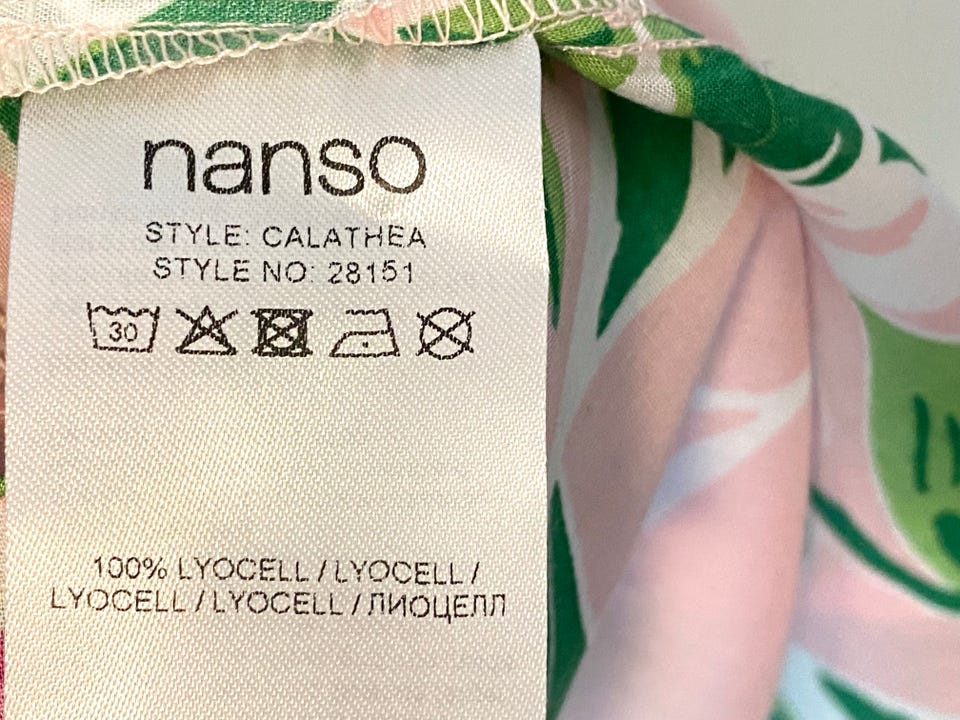 nanso
STYLE: CALATHEA
STYLE NO: 28151
30
100% LYOCELL / LYOCELL /
LYOCELL / LYOCELL / ЛИОЦЕЛЛ